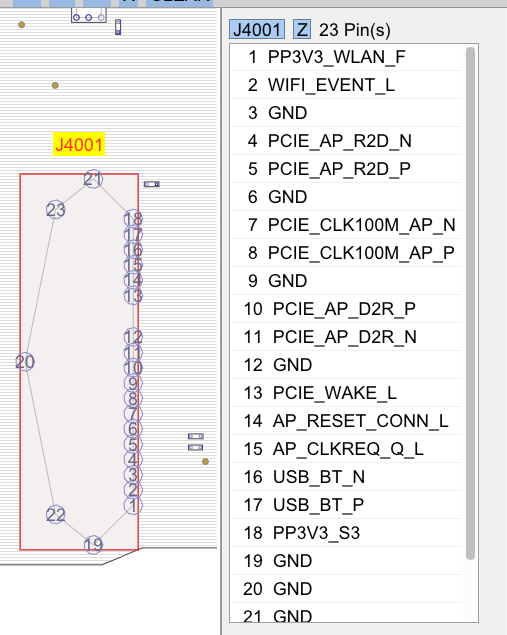 J4001
21
23
18
17
16
15
14
13
20
12
11
10
9
8
7
6
5
4
3
2
1
22
19
J4001 Z 23 Pin(s)
1 PP3V3_WLAN_F
2 WIFI_EVENT_L
3 GND
4 PCIE_AP_R2D_N
5 PCIE_AP_R2D_P
6 GND
7 PCIE_CLK100M_AP_N
8 PCIE_CLK100M_AP_P
9 GND
10 PCIE_AP_D2R_P
11 PCIE_AP_D2R_N
12 GND
13 PCIE_WAKE_L
14 AP_RESET_CONN_L
15 AP_CLKREQ_Q_L
16 USB_BT_N
17 USB_BT_P
18 PP3V3_S3
19 GND
20 GND
21 GND